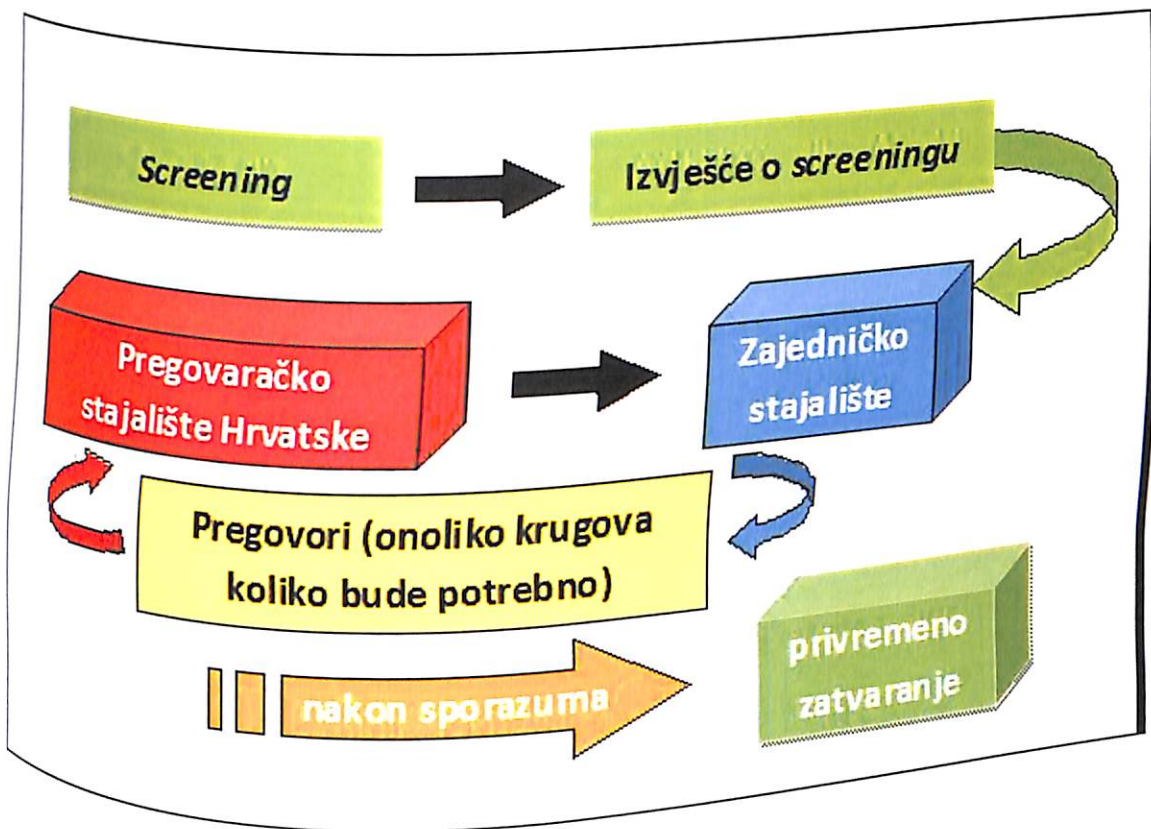 Screening
Izvješće o screeningu
Pregovaračko
stajalište Hrvatske
Zajedničko
stajalište
Pregovori (onoliko krugova
koliko bude potrebno)
nakon sporazuma
privremeno
zatvaranje